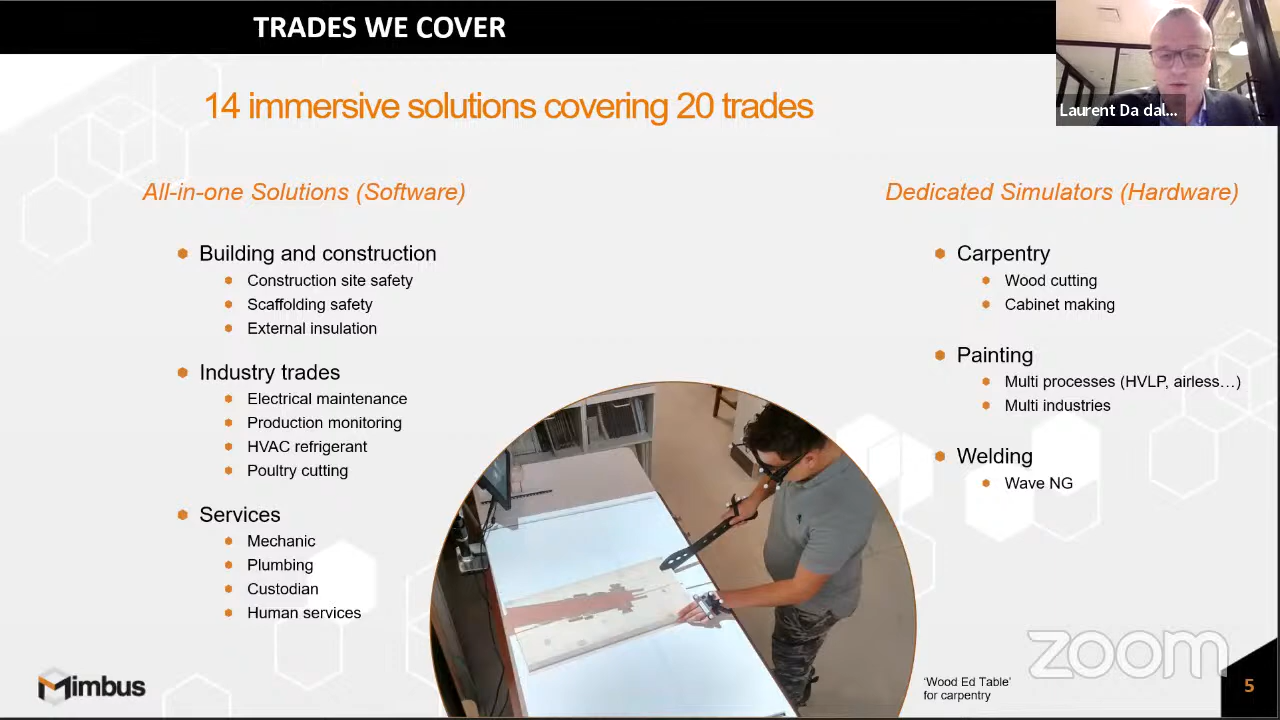 TRADES WE COVER
Laurent Da dal...
14 immersive solutions covering 20 trades
All-in-one Solutions (Software)
Building and construction
Construction site safety
Scaffolding safety
External insulation
Industry trades
Electrical maintenance
Production monitoring
HVAC refrigerant
Poultry cutting
Services
Mechanic
Plumbing
Custodian
Human services
Dedicated Simulators (Hardware)
Carpentry
Wood cutting
Cabinet making
Painting
Multi processes (HVLP, airless…)
Multi industries
Welding
Wave NG
Mimbus
‘Wood Ed Table’
for carpentry
zoom
5